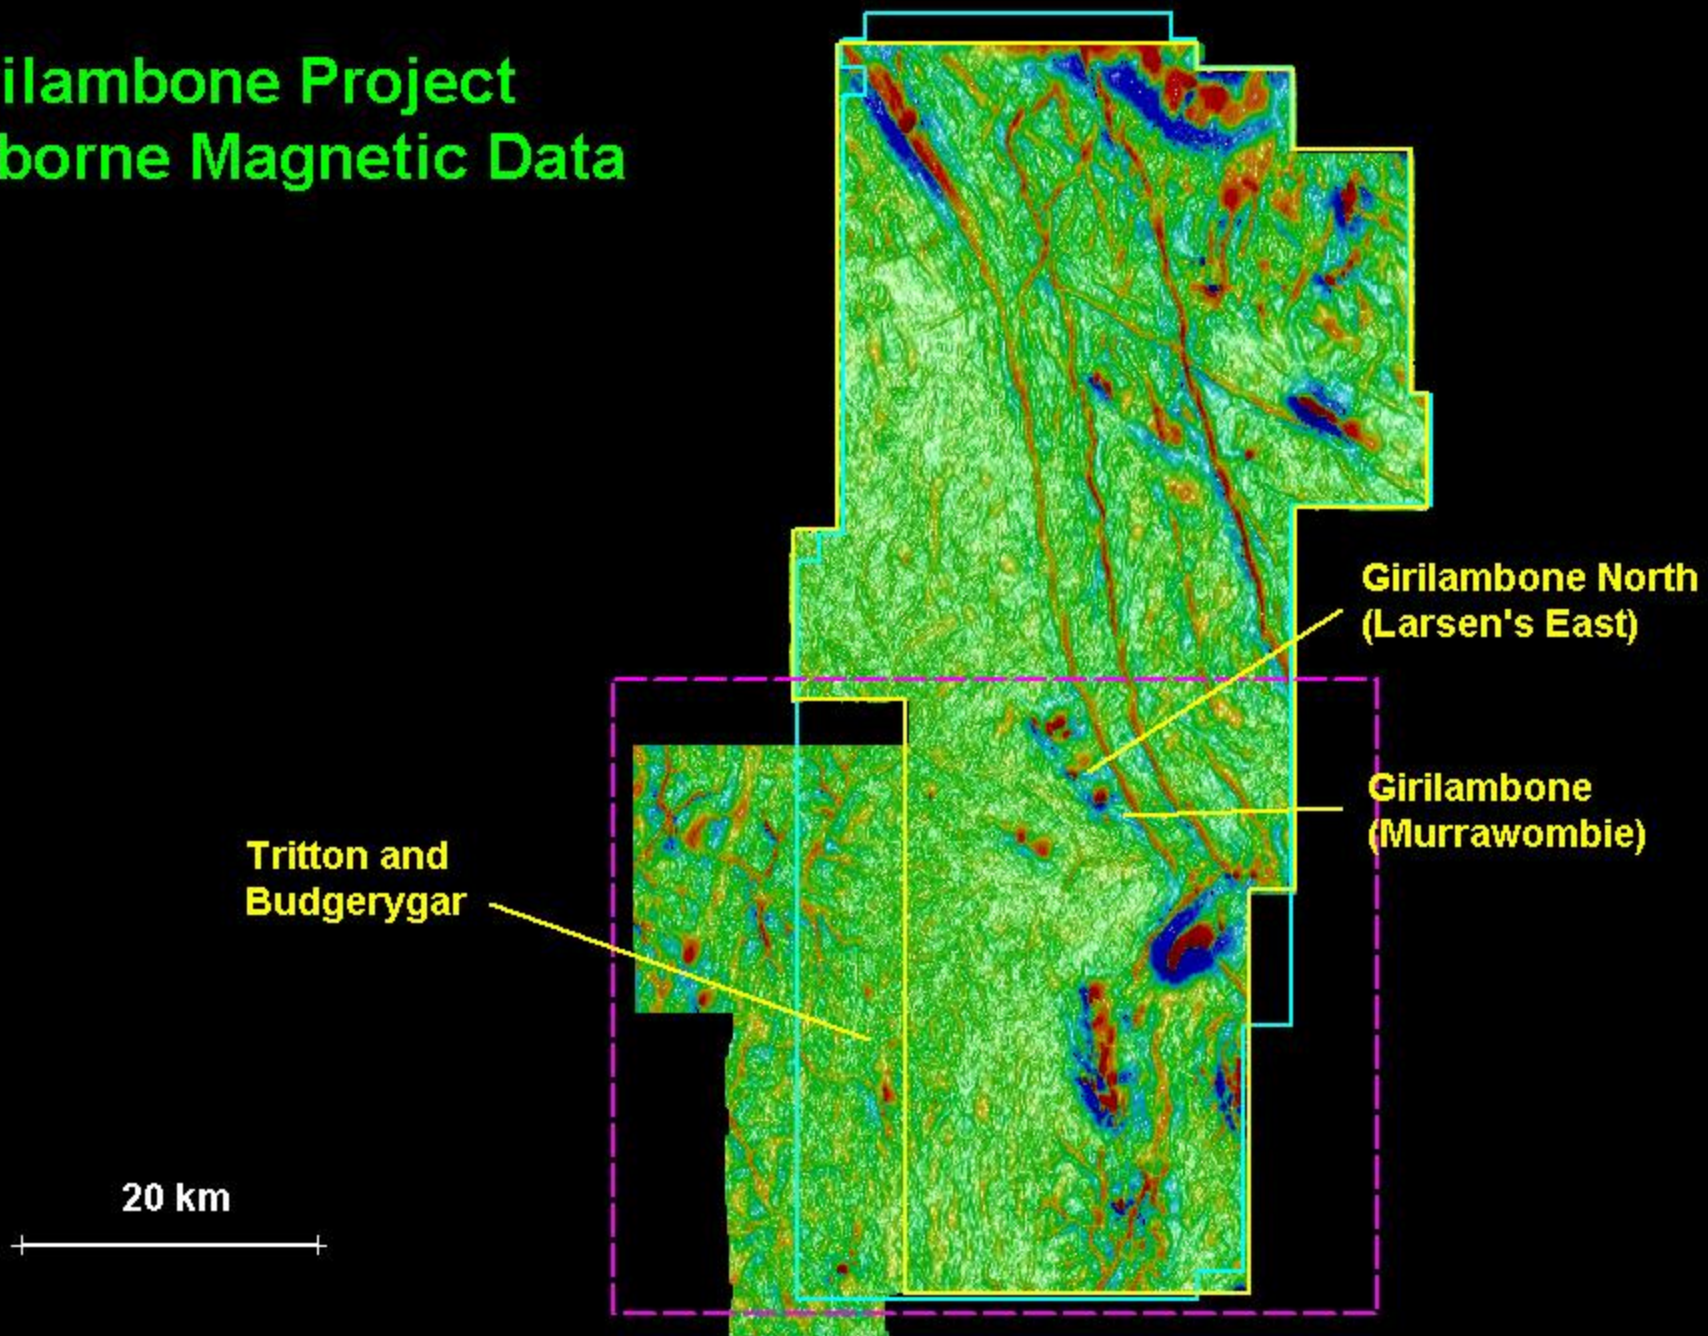 ilambone Project
borne Magnetic Data
Girilambone North
(Larsen's East)
Girilambone
(Murrawombie)
Tritton and
Budgerygar
20 km